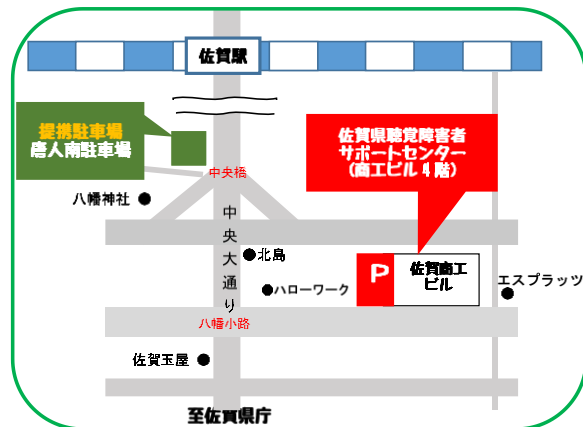 佐賀駅
提携駐車場
唐人南駐車場
佐賀県聴覚障害者
サポートセンター
(商工ビル4階)
中央橋
八幡神社
中央大通り
北島
P
佐賀商工
ビル
ハローワーク
エスプラッツ
八幡小路
佐賀玉屋
至佐賀県庁